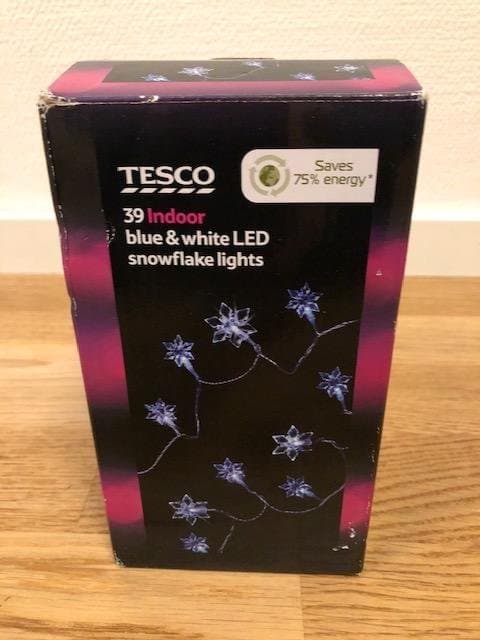 TESCO
Saves
75% energy*
39 Indoor
blue & white LED
snowflake lights